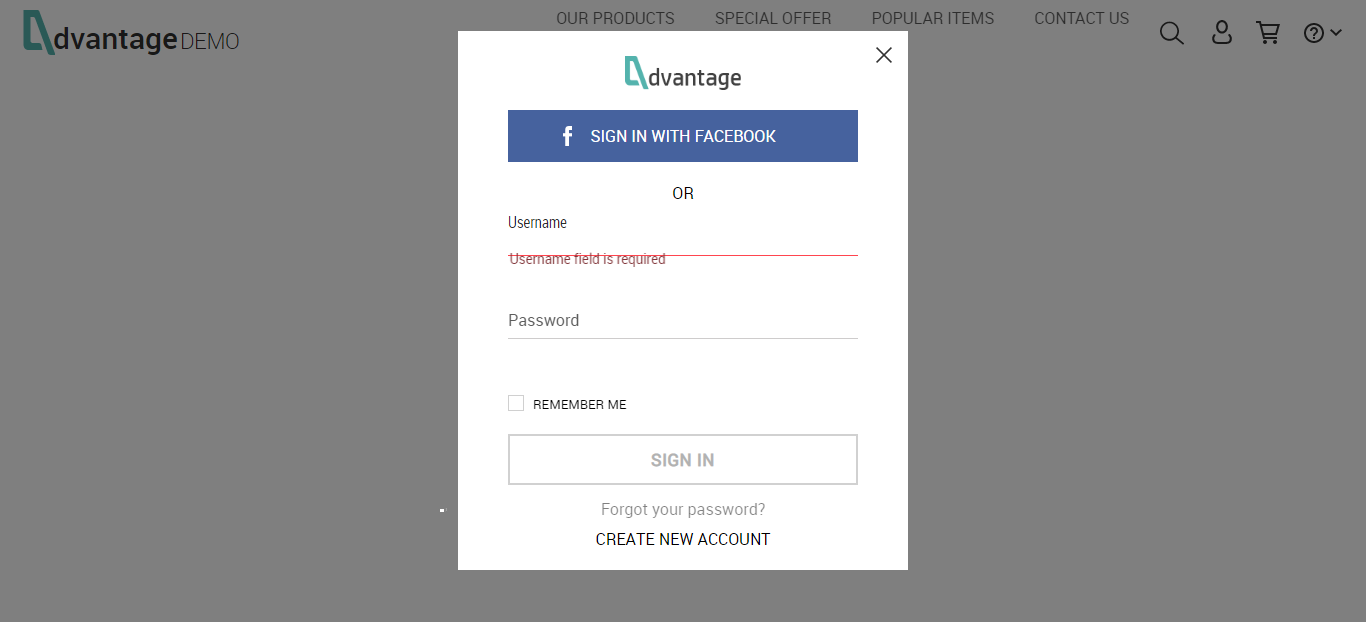 OUR PRODUCTS SPECIAL OFFER POPULAR ITEMS CONTACT US
dvantage DEMO
dvantage
f SIGN IN WITH FACEBOOK
OR
Username
Username field is required
Password
REMEMBER ME
SIGN IN
Forgot your password?
CREATE NEW ACCOUNT